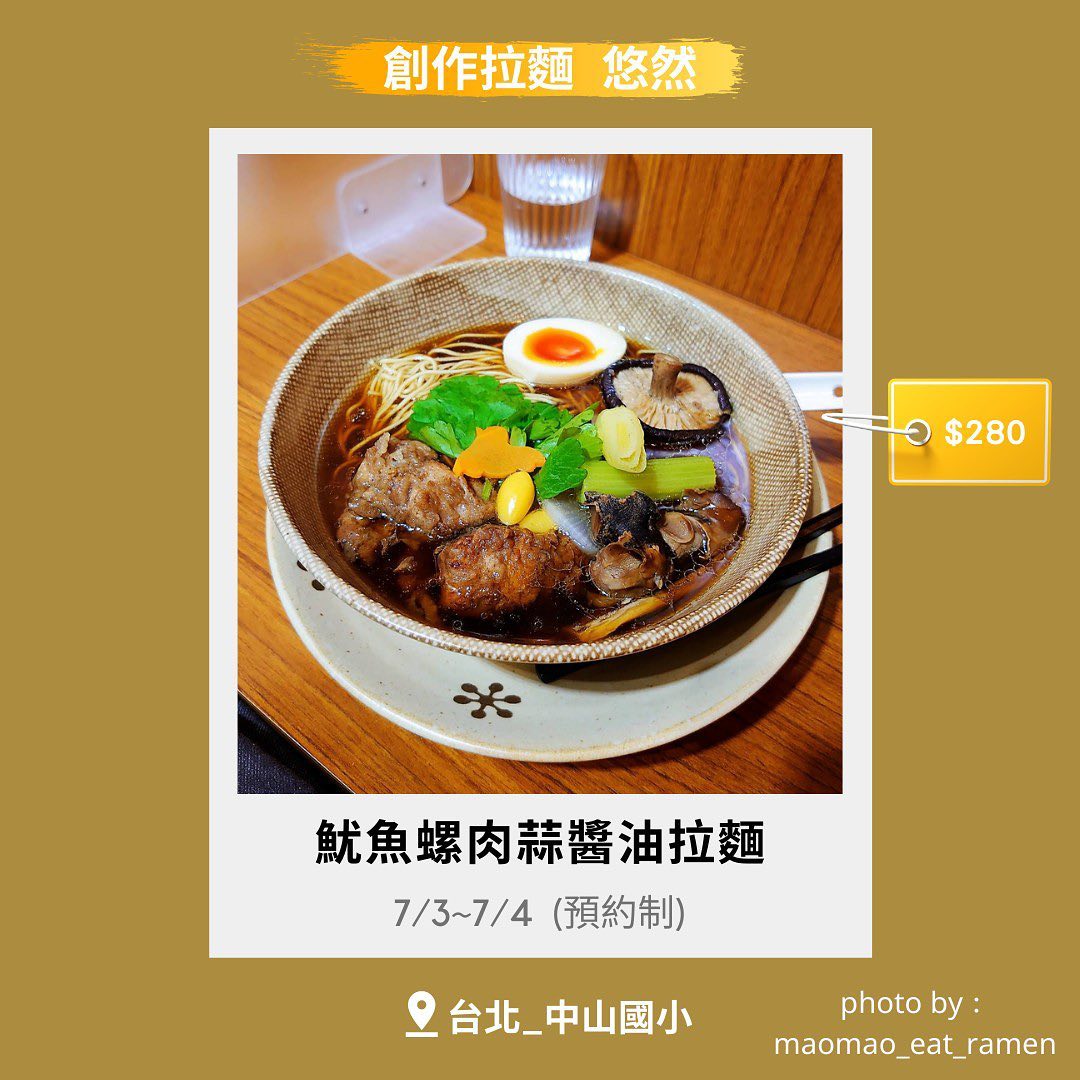 創作拉麵 悠然
$280
魷魚螺肉蒜醬油拉麵
7/3~7/4 (預約制)
台北_中山國小
photo by :
maomao_eat_ramen